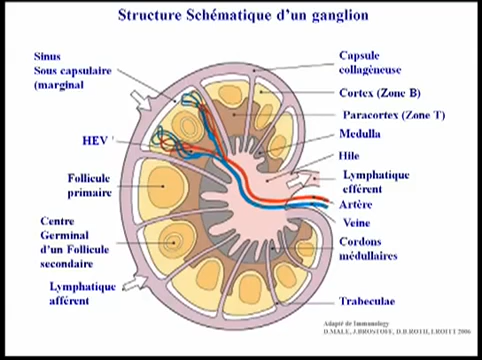 Structure Schématique d'un ganglion
Sinus
Sous capsulaire
(marginal
HEV
Follicule
primaire
Centre
Germinal
d'un Follicule
secondaire
Lymphatique
afférent
Capsule
collagéneuse
Cortex (Zone B)
Paracortex (Zone T)
Medulla
Hile
Lymphatique
efférent
Artère
Veine
Cordons
médullaires
Trabeculae
Adapté de Immunology
D.MALE, J.BROSTOFF, D.B.ROTH, I.ROITT 2006